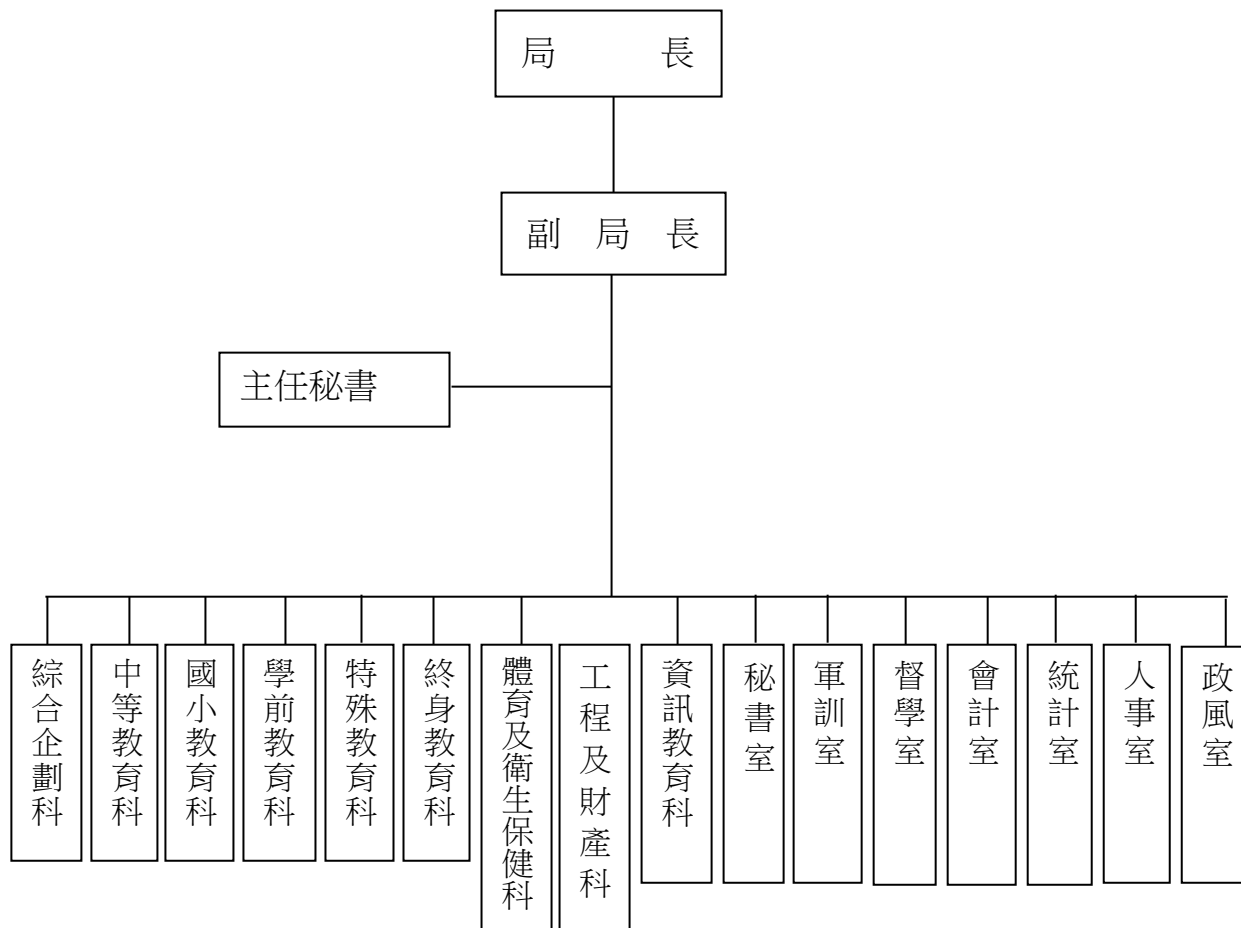 局長
副局長
主任秘書
綜合企劃科
中等教育科
國小教育科
學前教育科
特殊教育科
終身教育科
體育及衛生保健科
工程及財產科
資訊教育科
秘書室
軍訓室
督學室
會計室
統計室
人事室
政風室